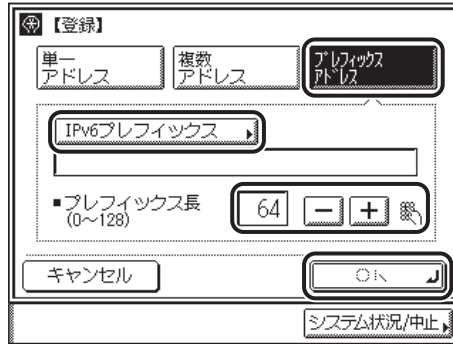 【登録】
単一
アドレス
複数
アドレス
プレフィックス
アドレス
IPv6プレフィックス
■プレフィックス長
(0～128)
64
－
＋
キャンセル
OK
システム状況/中止